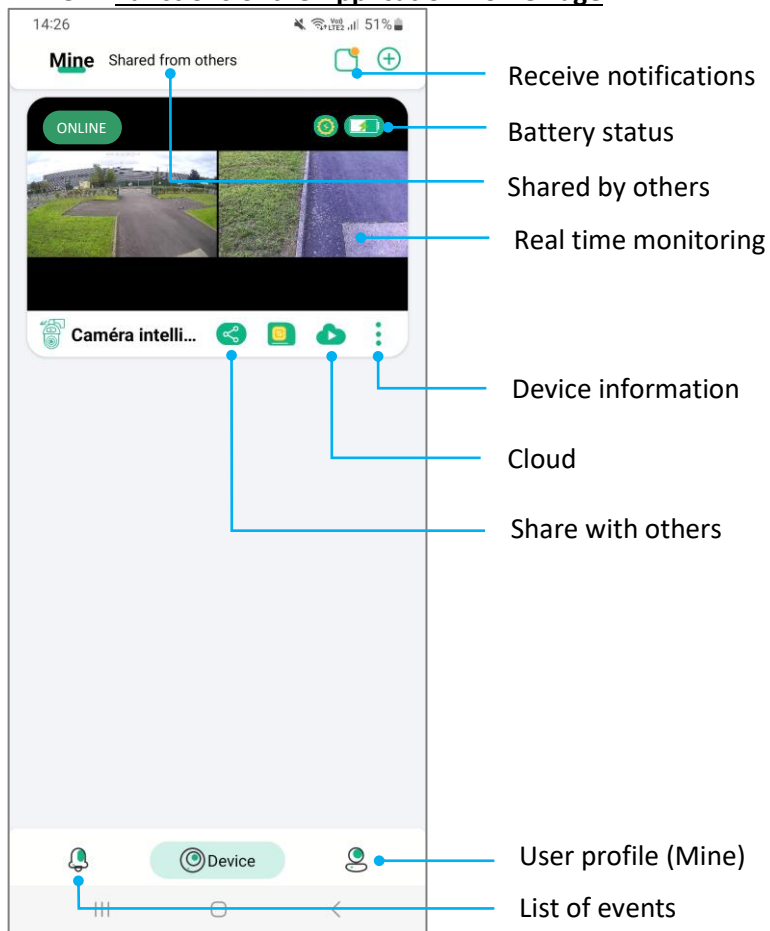 14:26
51%
Mine Shared from others
Receive notifications
ONLINE
Battery status
Shared by others
Real time monitoring
Caméra intelli...
Device information
Cloud
Share with others
Device
User profile (Mine)
List of events